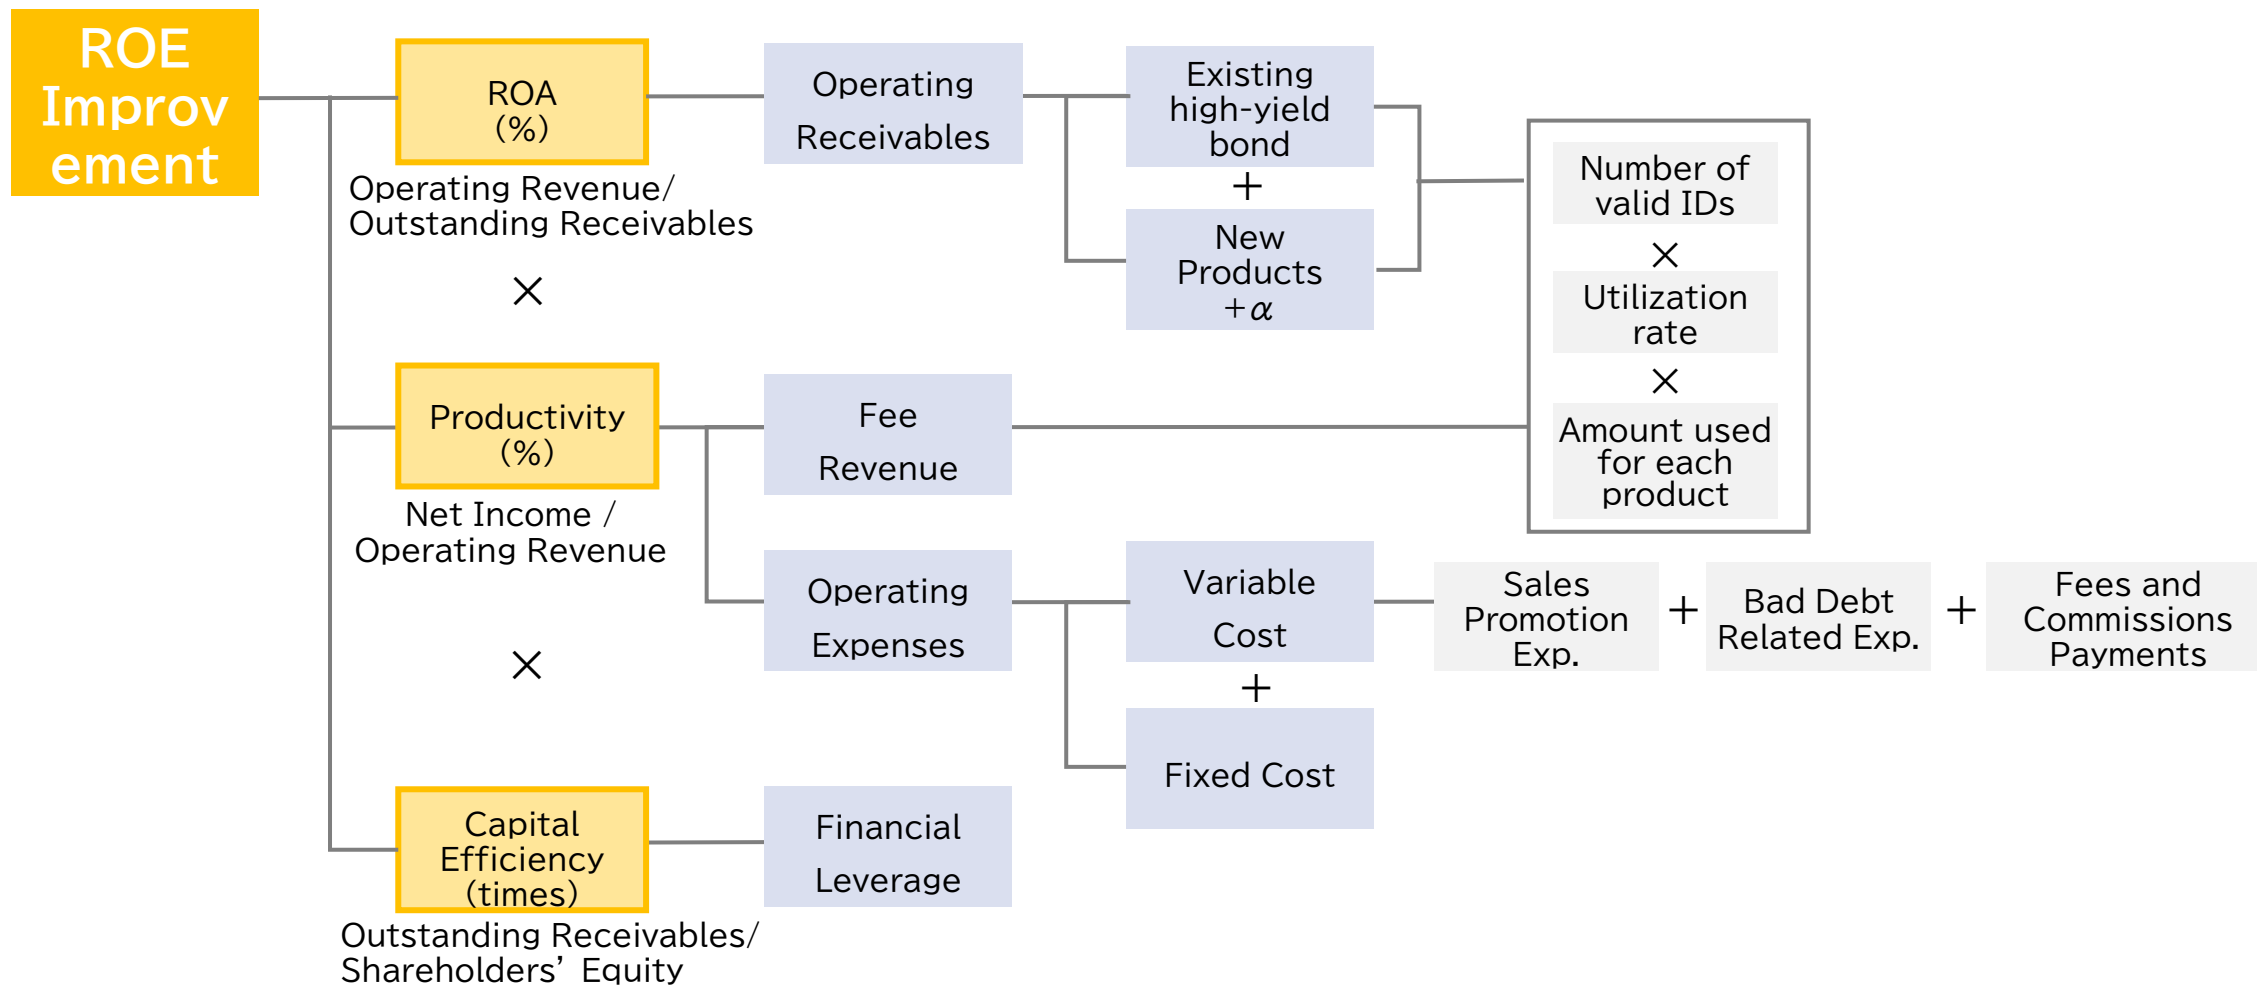 ROE
Improv
ement
ROA
(%)
Operating Revenue/
Outstanding Receivables
×
Productivity
(%)
Net Income /
Operating Revenue
×
Capital
Efficiency
(times)
Outstanding Receivables/
Shareholders’ Equity
Operating
Receivables
Existing
high-yield
bond
+
New
Products
+α
Number of
valid IDs
×
Utilization
rate
×
Amount used
for each
product
Fee
Revenue
Operating
Expenses
Variable
Cost
+
Fixed Cost
Sales
Promotion
Exp.
+
Bad Debt
Related Exp.
+
Fees and
Commissions
Payments
Financial
Leverage